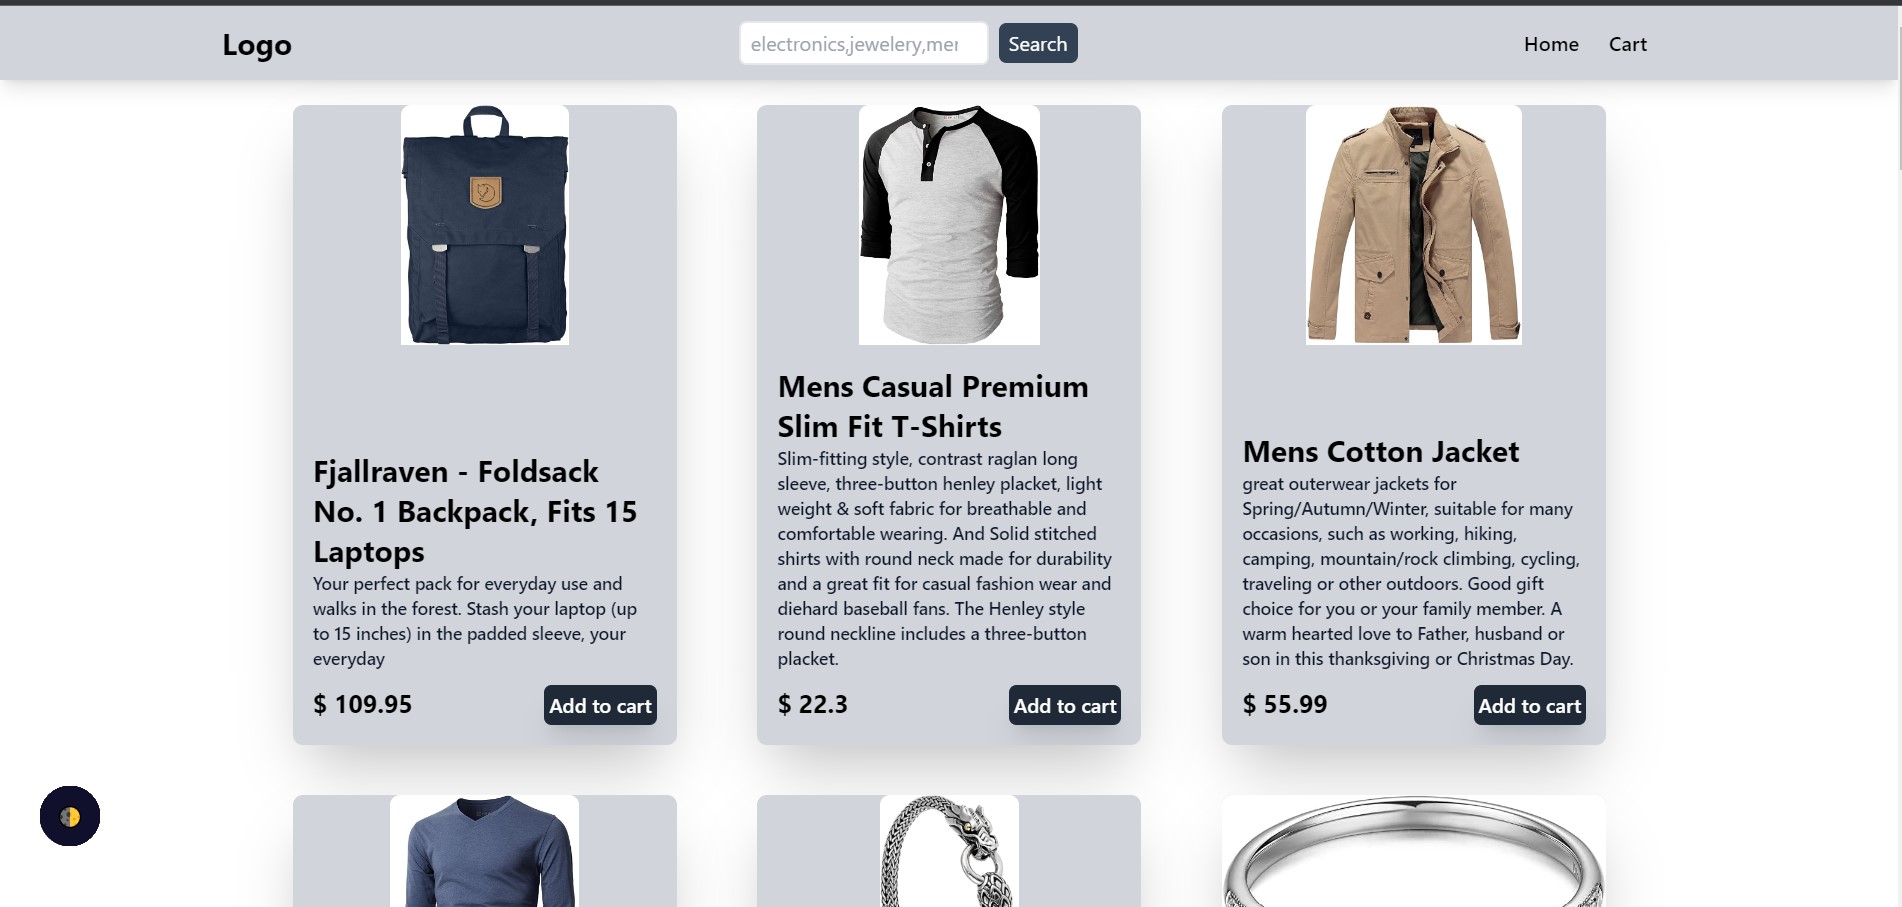 Logo
electronics,jewelery,mer
Search
Home
Cart
Fjallraven - Foldsack
No. 1 Backpack, Fits 15
Laptops
Your perfect pack for everyday use and
walks in the forest. Stash your laptop (up
to 15 inches) in the padded sleeve, your
everyday
$ 109.95
Add to cart
Mens Casual Premium
Slim Fit T-Shirts
Slim-fitting style, contrast raglan long
sleeve, three-button henley placket, light
weight & soft fabric for breathable and
comfortable wearing. And Solid stitched
shirts with round neck made for durability
and a great fit for casual fashion wear and
diehard baseball fans. The Henley style
round neckline includes a three-button
placket.
$ 22.3
Add to cart
Mens Cotton Jacket
great outerwear jackets for
Spring/Autumn/Winter, suitable for many
occasions, such as working, hiking,
camping, mountain/rock climbing, cycling,
traveling or other outdoors. Good gift
choice for you or your family member. A
warm hearted love to Father, husband or
son in this thanksgiving or Christmas Day.
$ 55.99
Add to cart